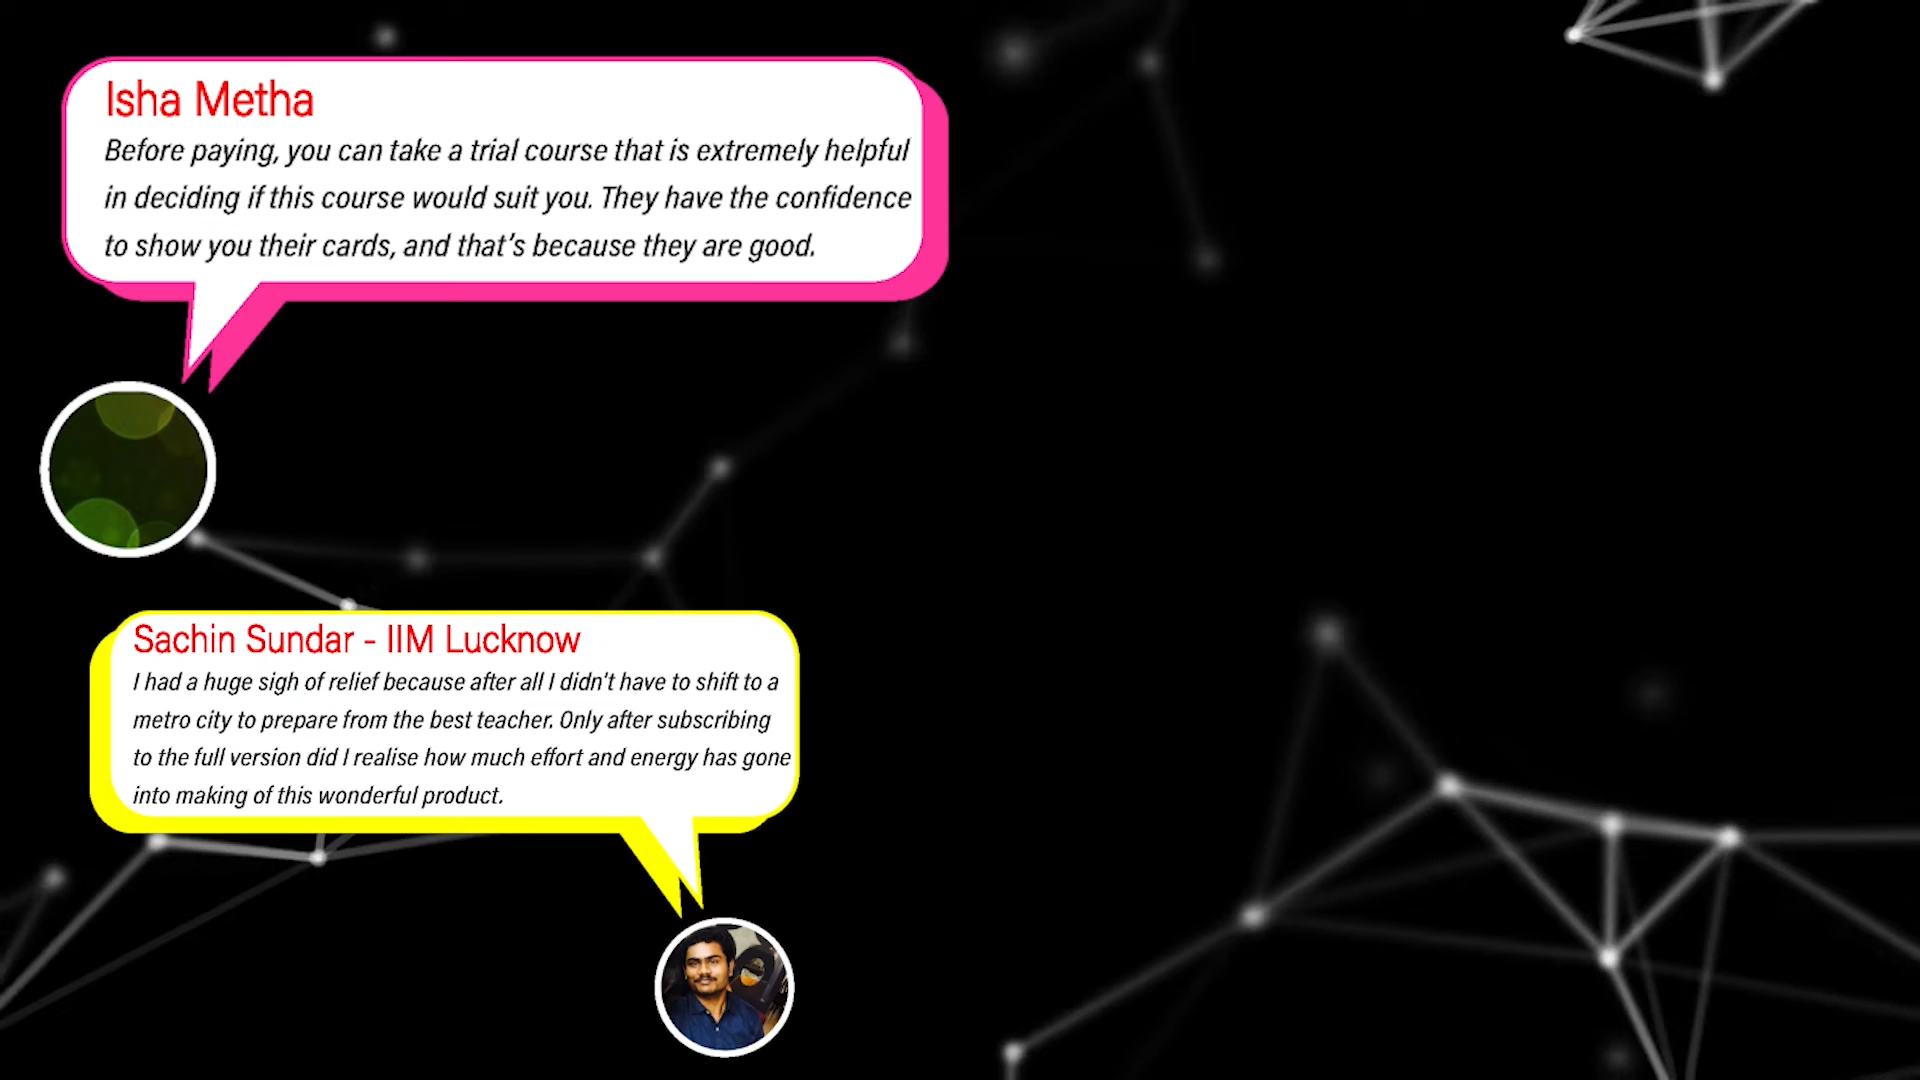 Isha Metha
Before paying, you can take a trial course that is extremely helpful
in deciding if this course would suit you. They have the confidence
to show you their cards, and that's because they are good.
Sachin Sundar - IIM Lucknow
I had a huge sigh of relief because after all I didn't have to shift to a
metro city to prepare from the best teacher. Only after subscribing
to the full version did I realise how much effort and energy has gone
into making of this wonderful product.